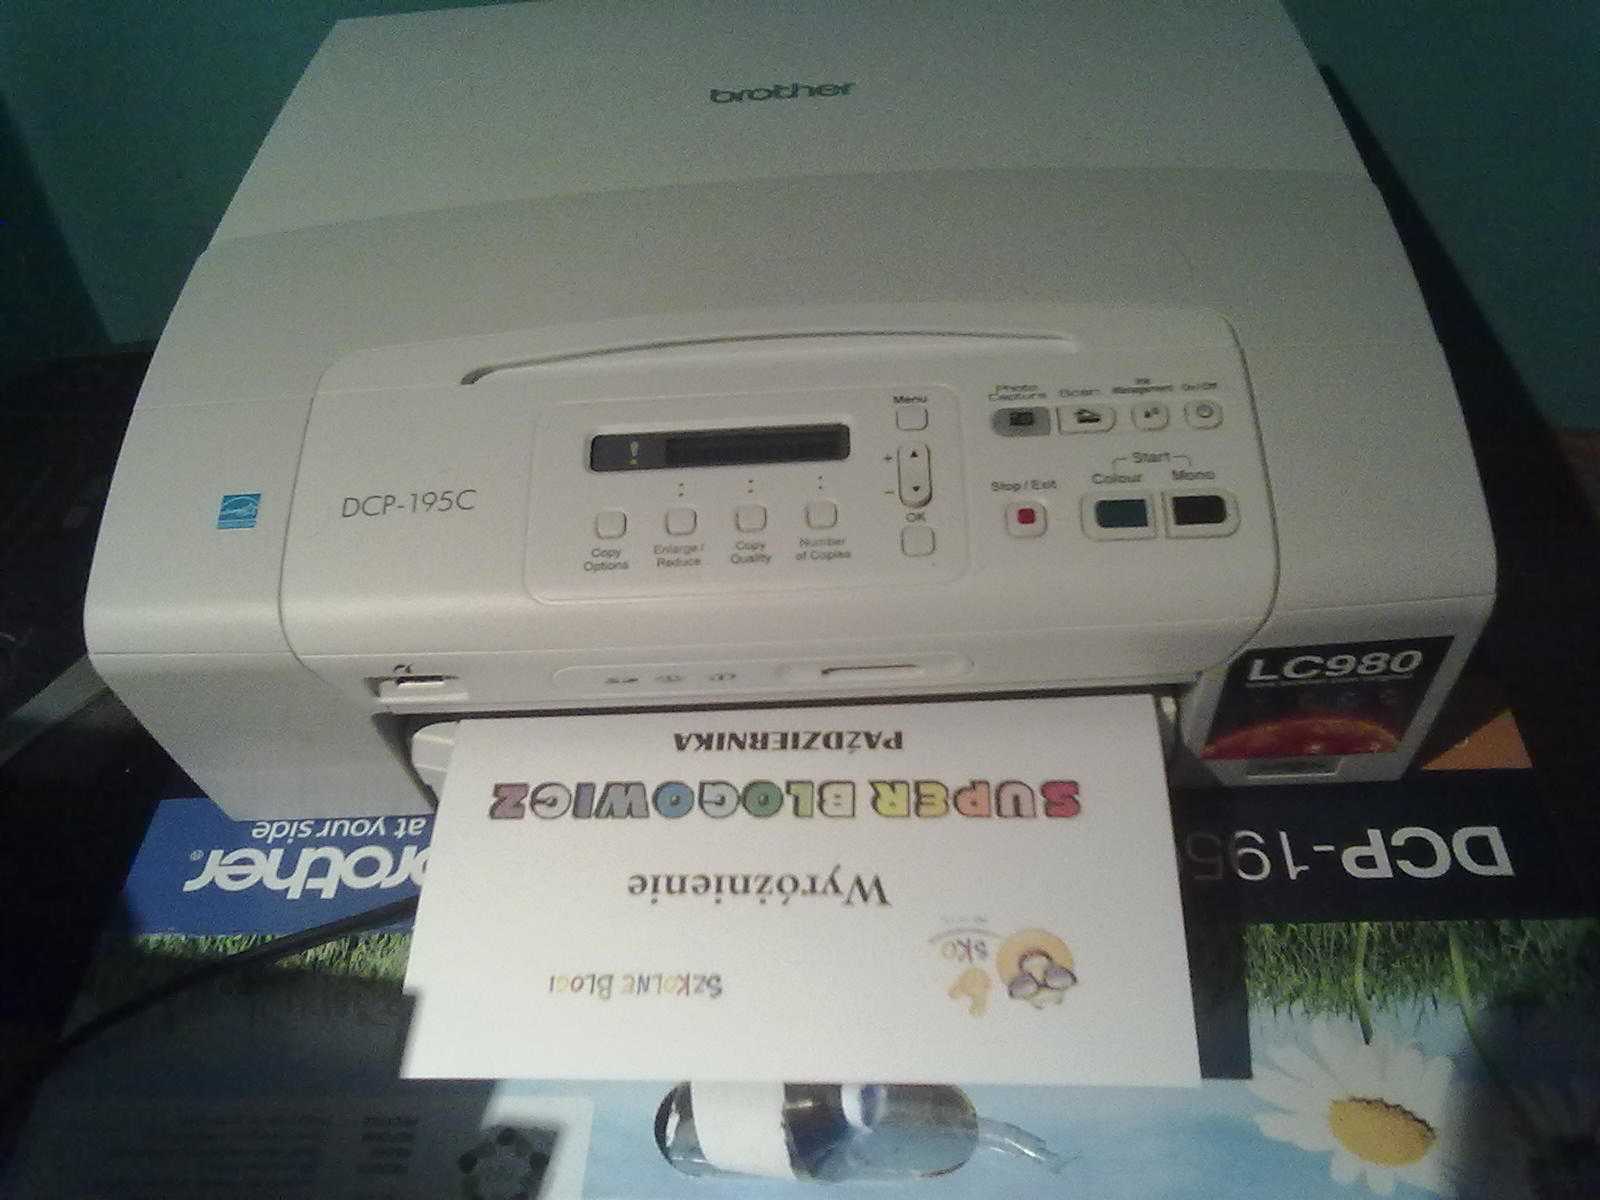 brother
DCP-195C
Menu
+
-
OK
Copy Options
Enlarge / Reduce
Copy Quality
Number of Copies
Photo Capture
Scan
Ink Management
On / Off
Start
Stop / Exit
Colour
Mono
LC980
SZKOLNE BLOGI
SKO
Wyróżnienie
SUPER BLOGOWICZ
PAŹDZIERNIKA
brother®
at your side
DCP-195